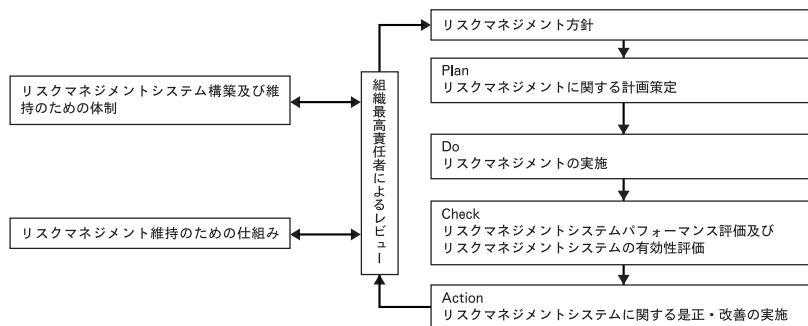 リスクマネジメント方針
Plan
リスクマネジメントに関する計画策定
リスクマネジメントシステム構築及び維
持のための体制
組織最高責任者によるレビュー
Do
リスクマネジメントの実施
リスクマネジメント維持のための仕組み
Check
リスクマネジメントシステムパフォーマンス評価及び
リスクマネジメントシステムの有効性評価
Action
リスクマネジメントシステムに関する是正・改善の実施